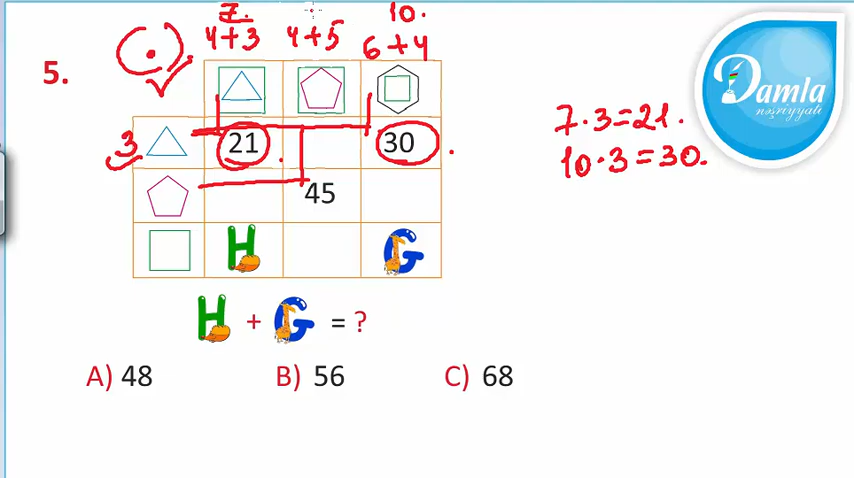 7.
10.
4+3 4+5 6+4
5.
Damla
nəşriyyatı
7·3=21.
3 21 30
10·3=30.
45
H G
H + G = ?
A) 48 B) 56 C) 68